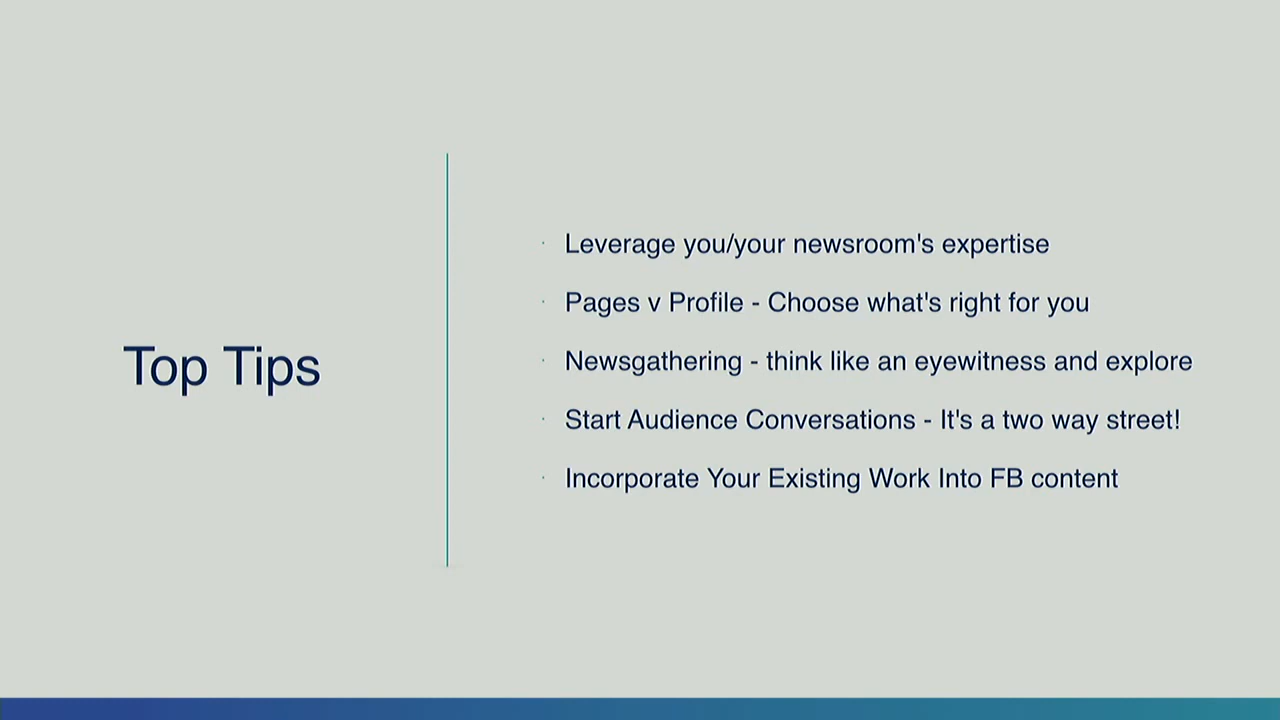 Top Tips
· Leverage you/your newsroom's expertise
· Pages v Profile - Choose what's right for you
· Newsgathering - think like an eyewitness and explore
· Start Audience Conversations - It's a two way street!
· Incorporate Your Existing Work Into FB content